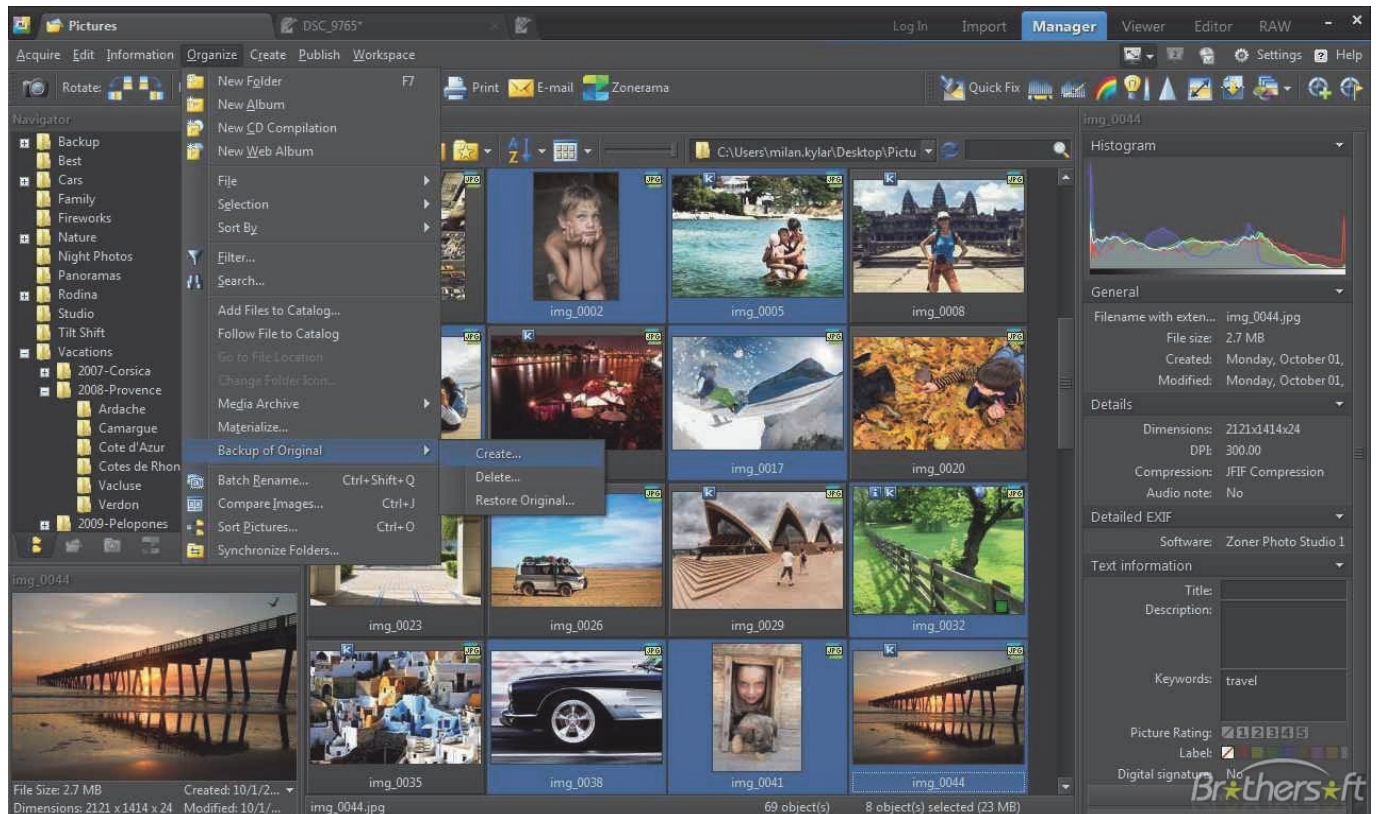 Pictures
DSC_9765*
Log In Import Manager Viewer Editor RAW
Acquire Edit Information Organize Create Publish Workspace
Settings Help
Rotate:
Print E-mail Zonerama
Quick Fix
Navigator
Backup
Best
Cars
Family
Fireworks
Nature
Night Photos
Panoramas
Rodina
Studio
Tilt Shift
Vacations
2007-Corsica
2008-Provence
Ardache
Camargue
Cote d'Azur
Cotes de Rhon
Vacluse
Verdon
2009-Pelopones
New Folder F7
New Album
New CD Compilation
New Web Album
File
Selection
Sort By
Filter...
Search...
Add Files to Catalog...
Follow File to Catalog
Go to File Location
Change Folder Icon...
Media Archive
Materialize...
Backup of Original
Batch Rename... Ctrl+Shift+Q
Compare Images... Ctrl+J
Sort Pictures... Ctrl+O
Synchronize Folders...
Create...
Delete...
Restore Original...
C:\Users\milan.kylar\Desktop\Pictu
img_0002
img_0005
img_0008
img_0017
img_0020
img_0023
img_0026
img_0029
img_0032
img_0035
img_0038
img_0041
img_0044
img_0044
File Size: 2.7 MB Created: 10/1/2...
Dimensions: 2121 x 1414 x 24 Modified: 10/1/...
img_0044.jpg
69 object(s)
8 object(s) selected (23 MB)
img_0044
Histogram
General
Filename with exten... img_0044.jpg
File size: 2.7 MB
Created: Monday, October 01,
Modified: Monday, October 01,
Details
Dimensions: 2121x1414x24
DPI: 300.00
Compression: JFIF Compression
Audio note: No
Detailed EXIF
Software: Zoner Photo Studio 1
Text information
Title:
Description:
Keywords: travel
Picture Rating: 1 2 3 4 5
Label:
Digital signature: No
Brothersoft